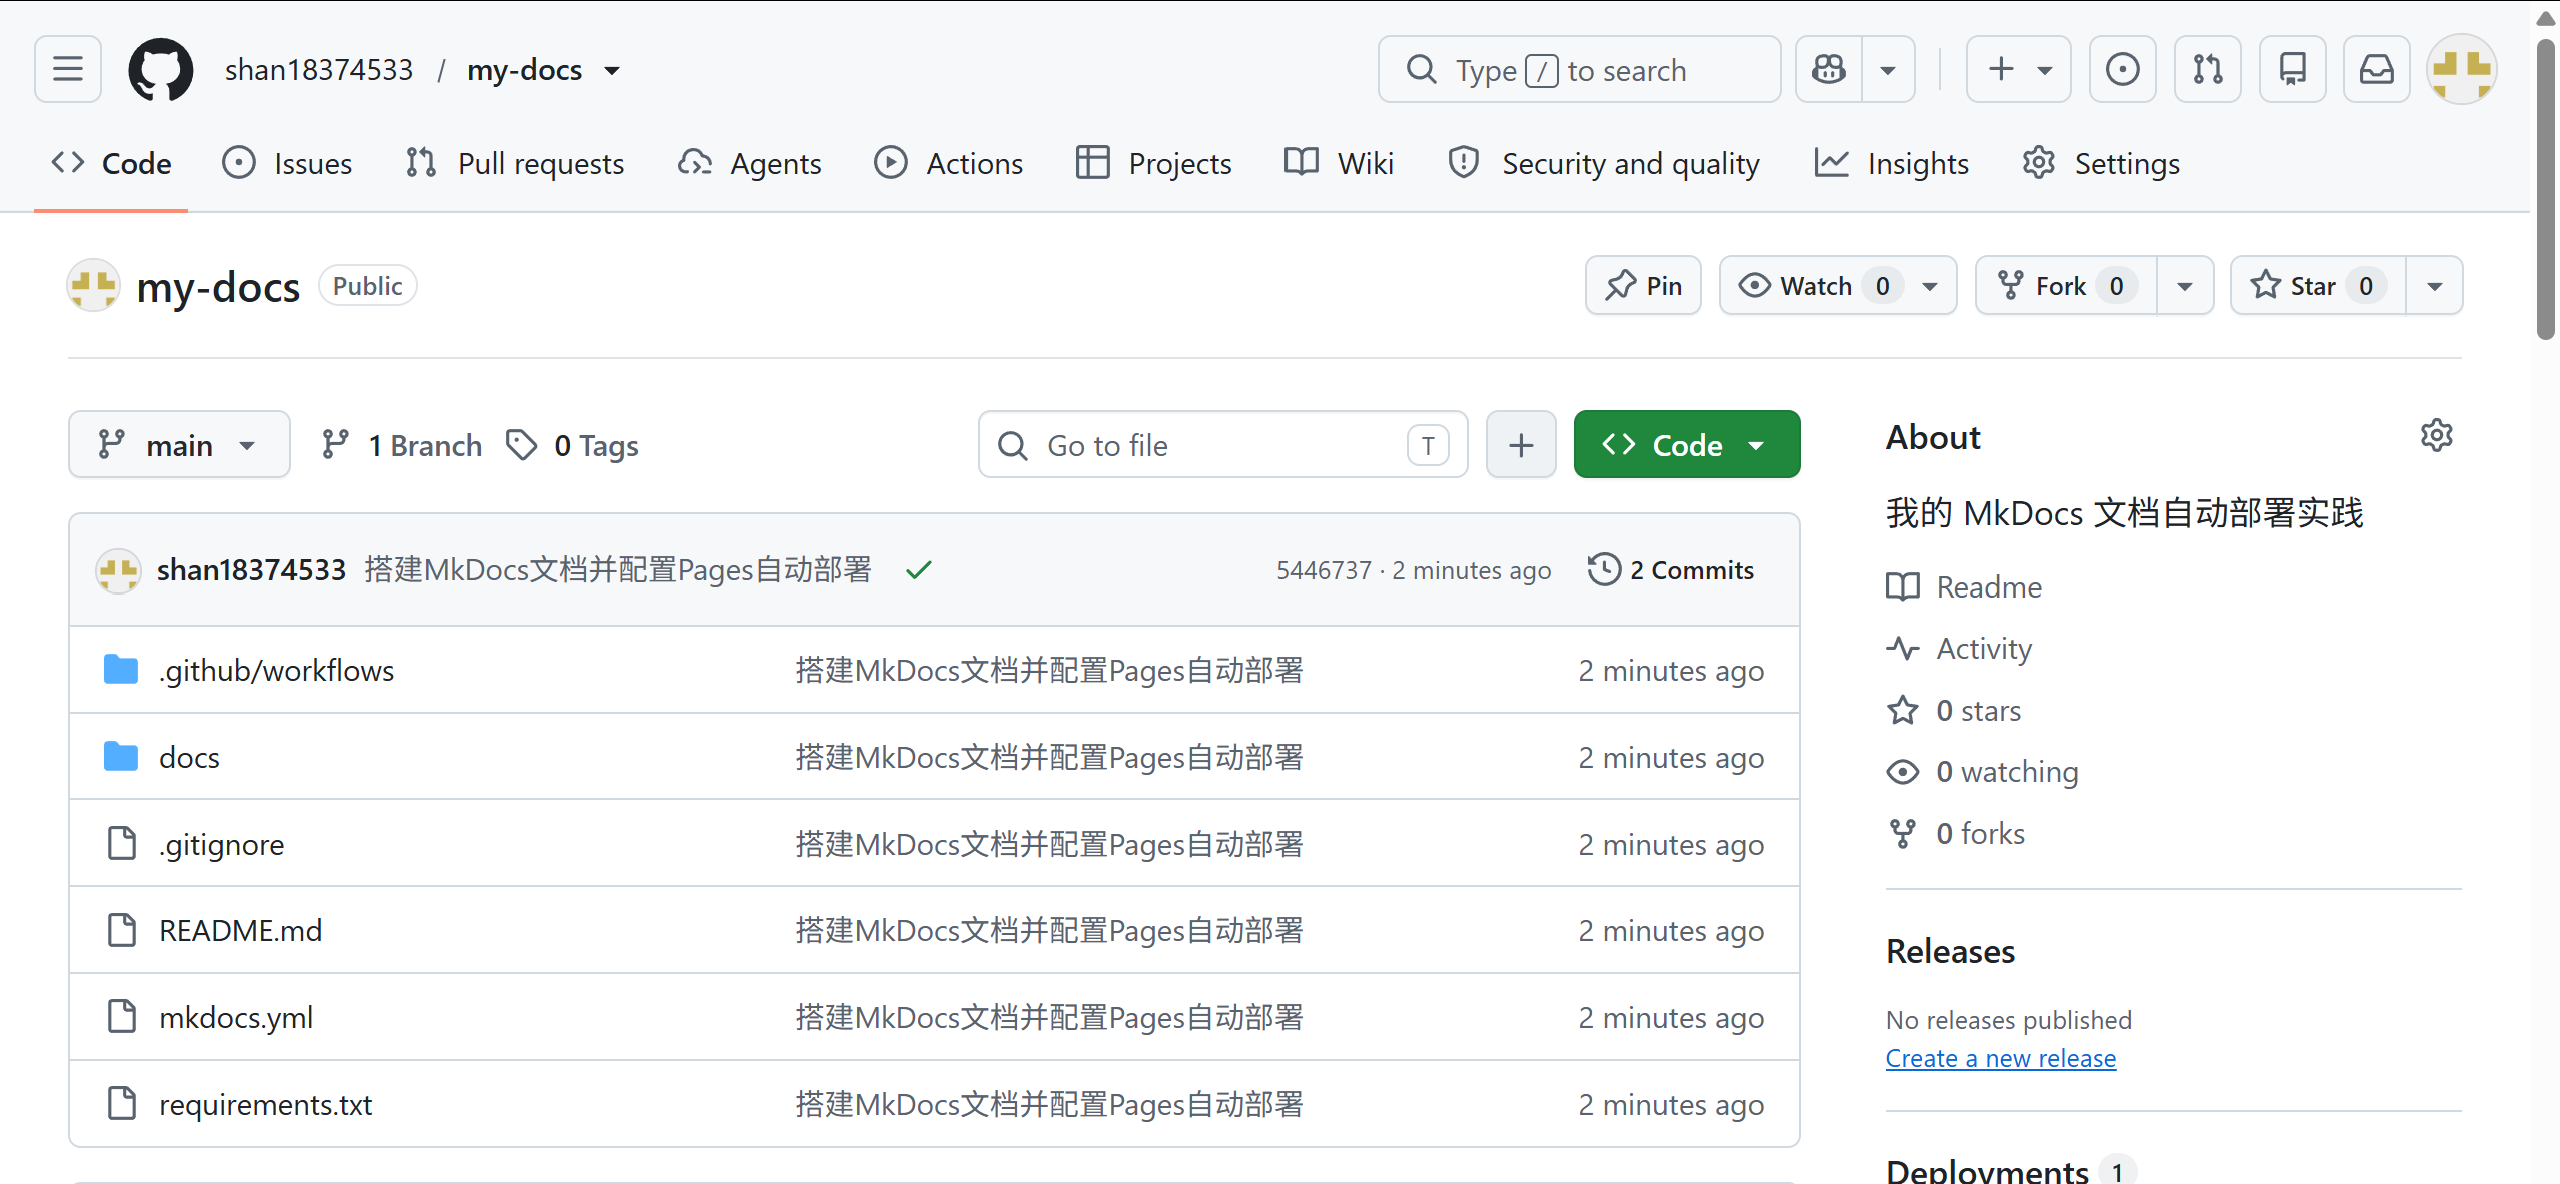 shan18374533 / my-docs
Type / to search
Code Issues Pull requests Agents Actions Projects Wiki Security and quality Insights Settings
my-docs Public
Pin Watch 0 Fork 0 Star 0
main 1 Branch 0 Tags
Go to file T
Code
shan18374533 搭建MkDocs文档并配置Pages自动部署 5446737 · 2 minutes ago 2 Commits
.github/workflows 搭建MkDocs文档并配置Pages自动部署 2 minutes ago
docs 搭建MkDocs文档并配置Pages自动部署 2 minutes ago
.gitignore 搭建MkDocs文档并配置Pages自动部署 2 minutes ago
README.md 搭建MkDocs文档并配置Pages自动部署 2 minutes ago
mkdocs.yml 搭建MkDocs文档并配置Pages自动部署 2 minutes ago
requirements.txt 搭建MkDocs文档并配置Pages自动部署 2 minutes ago
About
我的 MkDocs 文档自动部署实践
Readme
Activity
0 stars
0 watching
0 forks
Releases
No releases published
Create a new release
Deployments 1